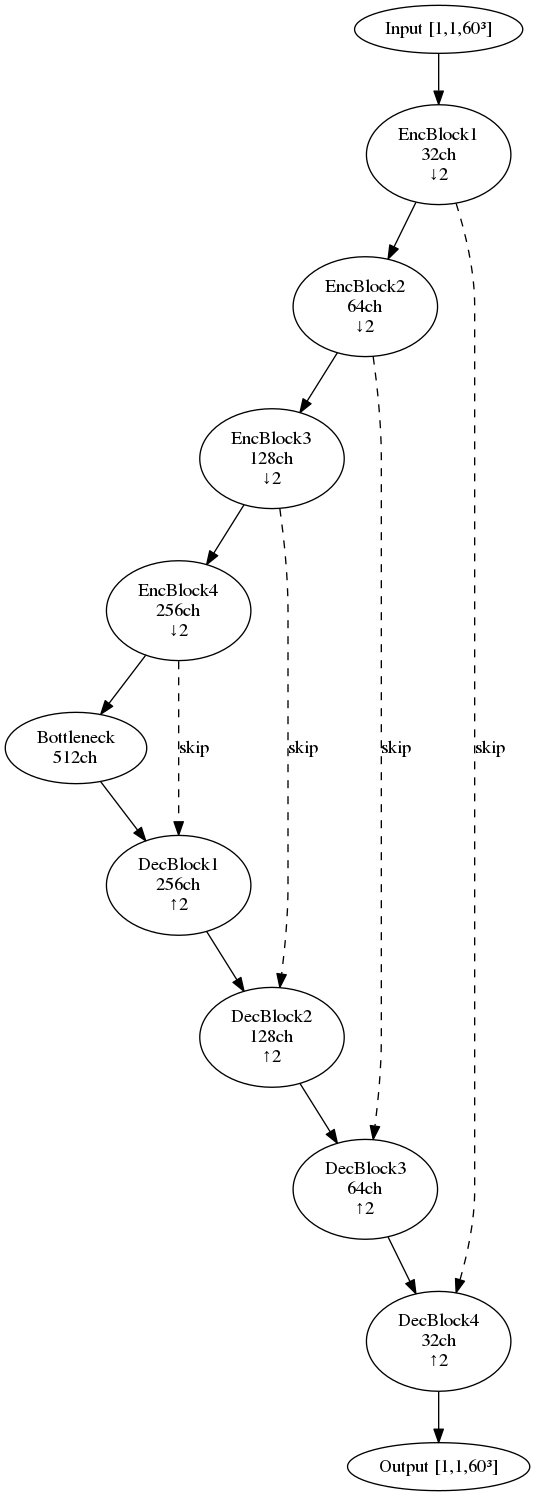 Input [1,1,60³]
EncBlock1
32ch
↓2
EncBlock2
64ch
↓2
EncBlock3
128ch
↓2
EncBlock4
256ch
↓2
Bottleneck
512ch
skip
skip
skip
skip
DecBlock1
256ch
↑2
DecBlock2
128ch
↑2
DecBlock3
64ch
↑2
DecBlock4
32ch
↑2
Output [1,1,60³]